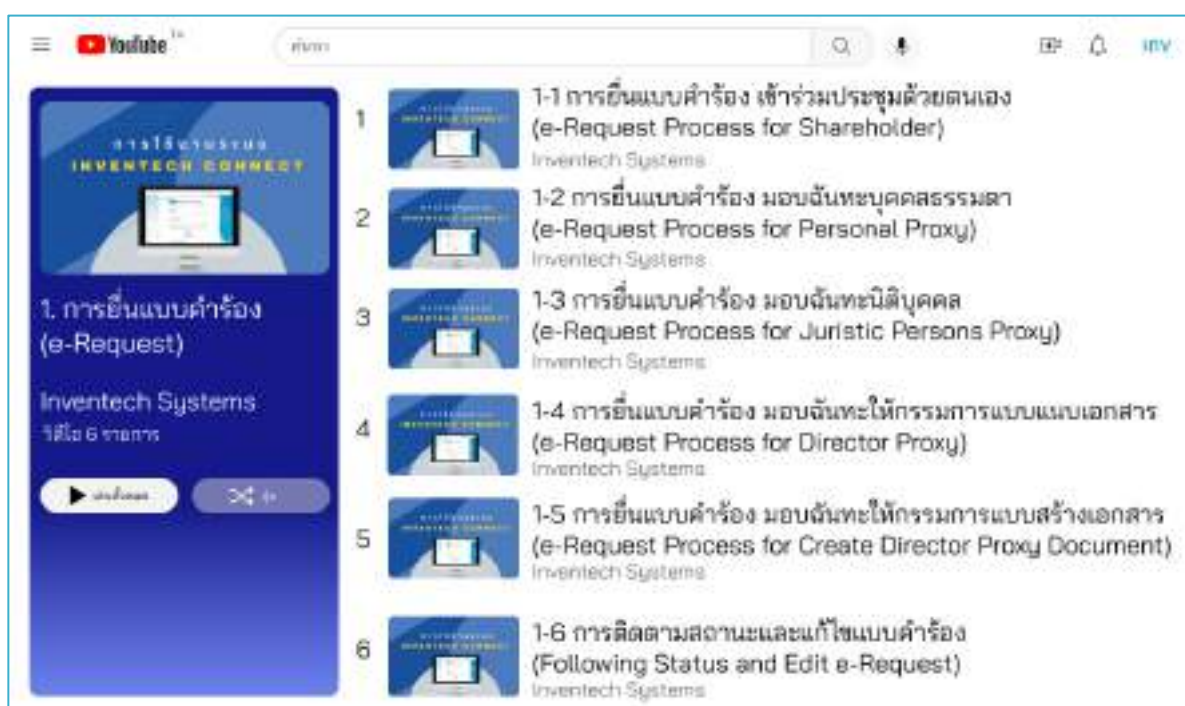 YouTube TH
ค้นหา
INV
การใช้งานระบบ
INVENTECH CONNECT
1. การยื่นแบบคำร้อง
(e-Request)
Inventech Systems
วิดีโอ 6 รายการ
เล่นทั้งหมด
สุ่ม
1
1-1 การยื่นแบบคำร้อง เข้าร่วมประชุมด้วยตนเอง
(e-Request Process for Shareholder)
Inventech Systems
2
1-2 การยื่นแบบคำร้อง มอบฉันทะบุคคลธรรมดา
(e-Request Process for Personal Proxy)
Inventech Systems
3
1-3 การยื่นแบบคำร้อง มอบฉันทะนิติบุคคล
(e-Request Process for Juristic Persons Proxy)
Inventech Systems
4
1-4 การยื่นแบบคำร้อง มอบฉันทะให้กรรมการแบบแนบเอกสาร
(e-Request Process for Director Proxy)
Inventech Systems
5
1-5 การยื่นแบบคำร้อง มอบฉันทะให้กรรมการแบบสร้างเอกสาร
(e-Request Process for Create Director Proxy Document)
Inventech Systems
6
1-6 การติดตามสถานะและแก้ไขแบบคำร้อง
(Following Status and Edit e-Request)
Inventech Systems